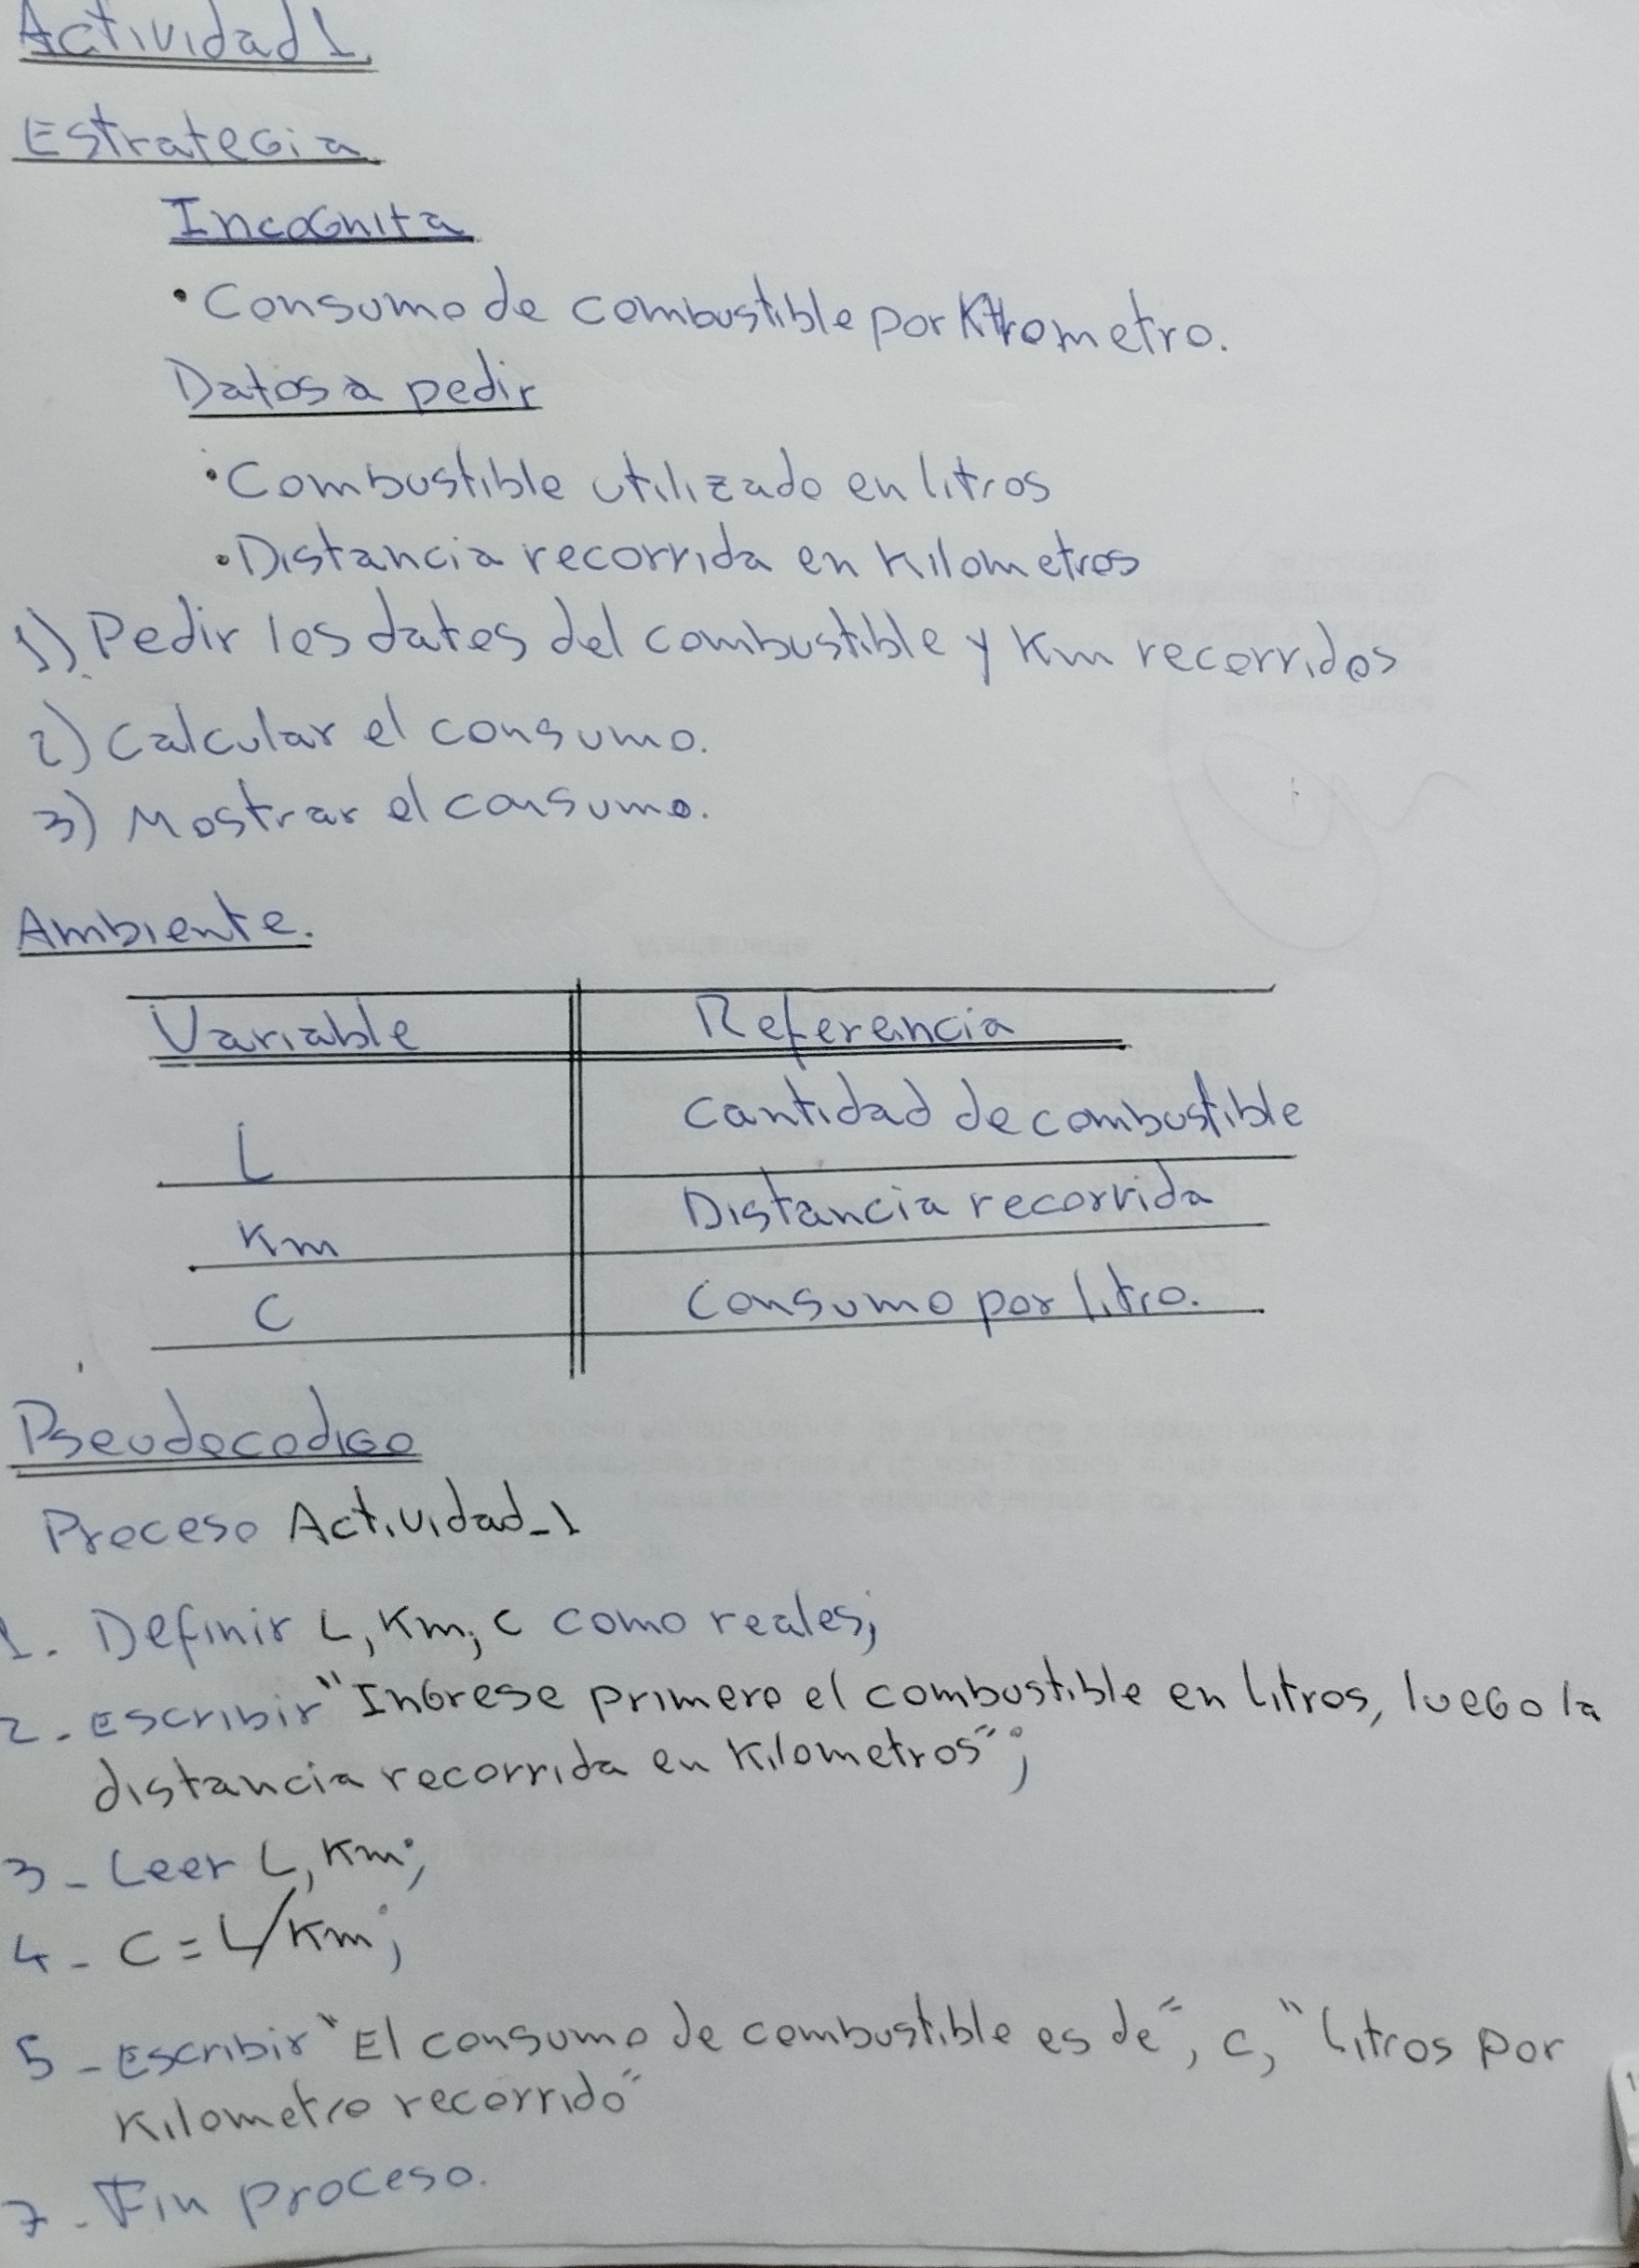 Actividad 1.
Estrategia
Incognita
• Consumo de combustible por Kilometro.
Datos a pedir
• Combustible utilizado en litros
• Distancia recorrida en Kilometros
1) Pedir los datos del combustible y Km recorridos
2) Calcular el consumo.
3) Mostrar el consumo.
Ambiente.
Variable Referencia
L Cantidad de combustible
Km Distancia recorrida
C Consumo por litro.
Pseudocodigo
Proceso Actividad_1
1. Definir L, Km, C como reales;
2. Escribir "Ingrese primero el combustible en litros, luego la
distancia recorrida en Kilometros";
3 - Leer L, Km;
4 - C = L/Km;
5 - Escribir "El consumo de combustible es de", C, "litros por
Kilometro recorrido"
7 - Fin proceso.